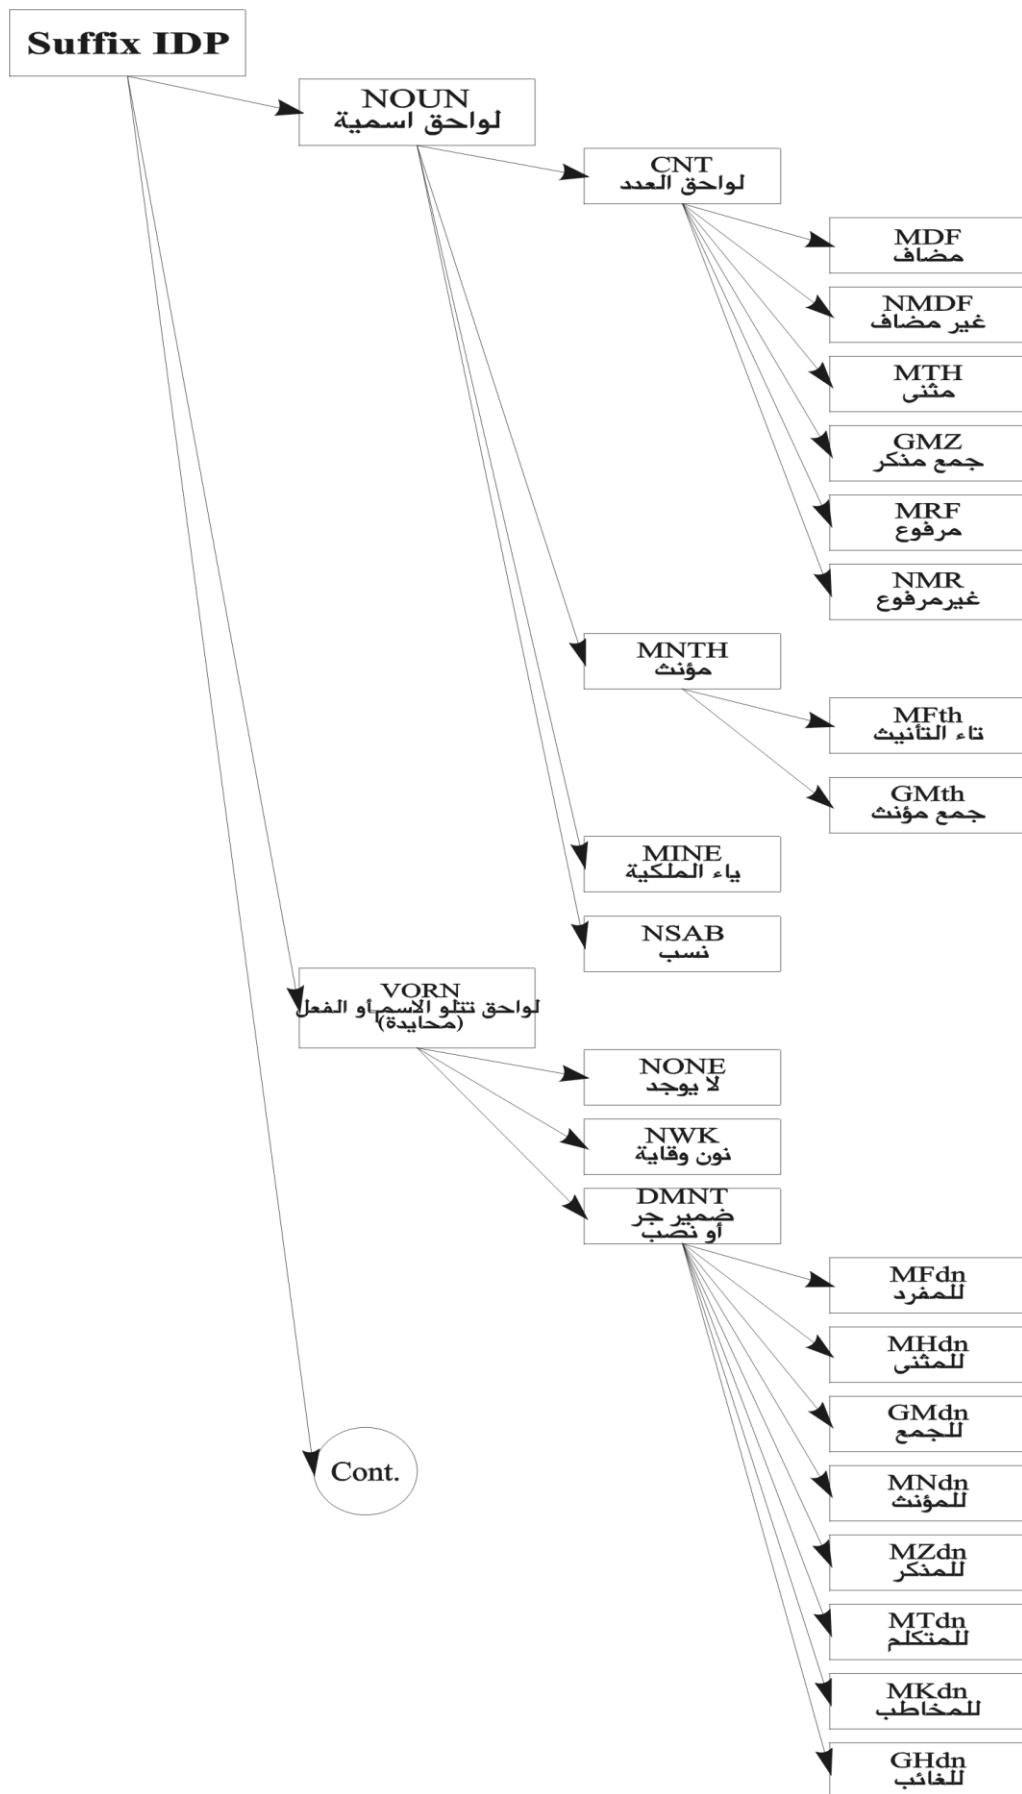 Suffix IDP
NOUN
لواحق اسمية
CNT
لواحق العدد
MDF
مضاف
NMDF
غير مضاف
MTH
مثنى
GMZ
جمع مذكر
MRF
مرفوع
NMR
غيرمرفوع
MNTH
مؤنث
MFth
تاء التأنيث
GMth
جمع مؤنث
MINE
ياء الملكية
NSAB
نسب
VORN
لواحق تتلو الاسم أو الفعل
(محايدة)
NONE
لا يوجد
NWK
نون وقاية
DMNT
ضمير جر
أو نصب
MFdn
للمفرد
MHdn
للمثنى
GMdn
للجمع
MNdn
للمؤنث
MZdn
للمذكر
MTdn
للمتكلم
MKdn
للمخاطب
GHdn
للغائب
Cont.